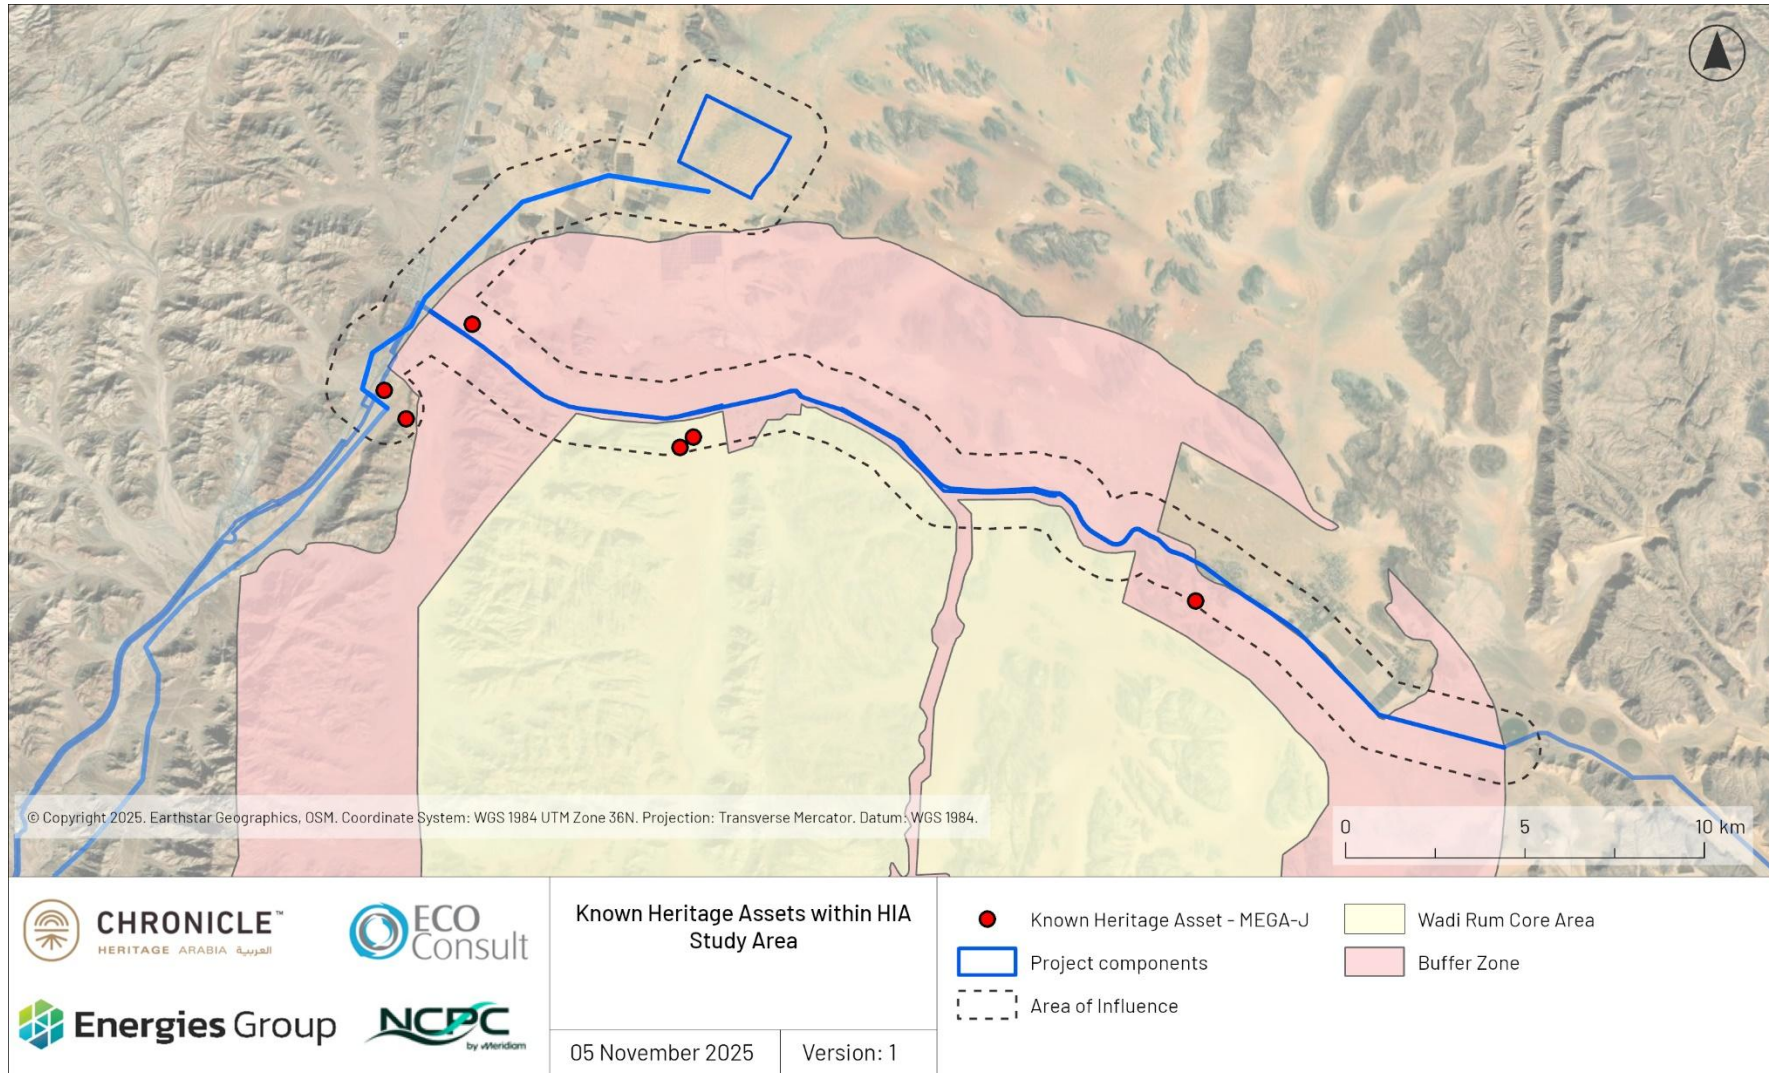 © Copyright 2025. Earthstar Geographics, OSM. Coordinate System: WGS 1984 UTM Zone 36N. Projection: Transverse Mercator. Datum: WGS 1984.
0 5 10 km
CHRONICLE™
HERITAGE ARABIA العربية
ECO
Consult
Energies Group
NCPC
by Meridiam
Known Heritage Assets within HIA
Study Area
05 November 2025
Version: 1
Known Heritage Asset - MEGA-J
Project components
Area of Influence
Wadi Rum Core Area
Buffer Zone